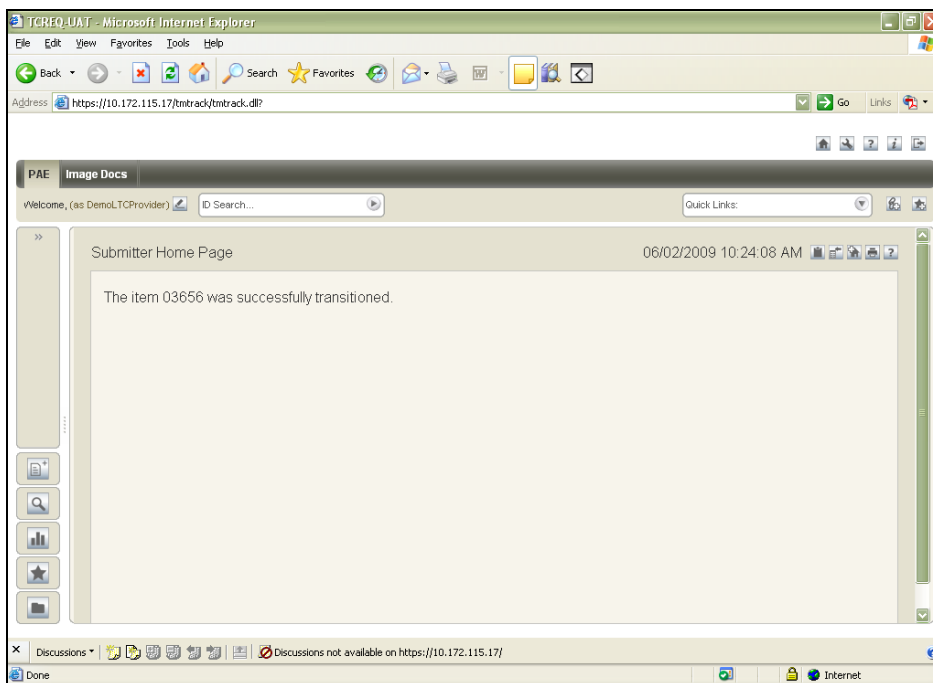 TCREQ-UAT - Microsoft Internet Explorer
File Edit View Favorites Tools Help
Back Search Favorites
Address https://10.172.115.17/tmtrack/tmtrack.dll? Go Links
PAE Image Docs
Welcome, (as DemoLTCProvider) ID Search... Quick Links:
Submitter Home Page 06/02/2009 10:24:08 AM
The item 03656 was successfully transitioned.
Discussions Discussions not available on https://10.172.115.17/
Done Internet